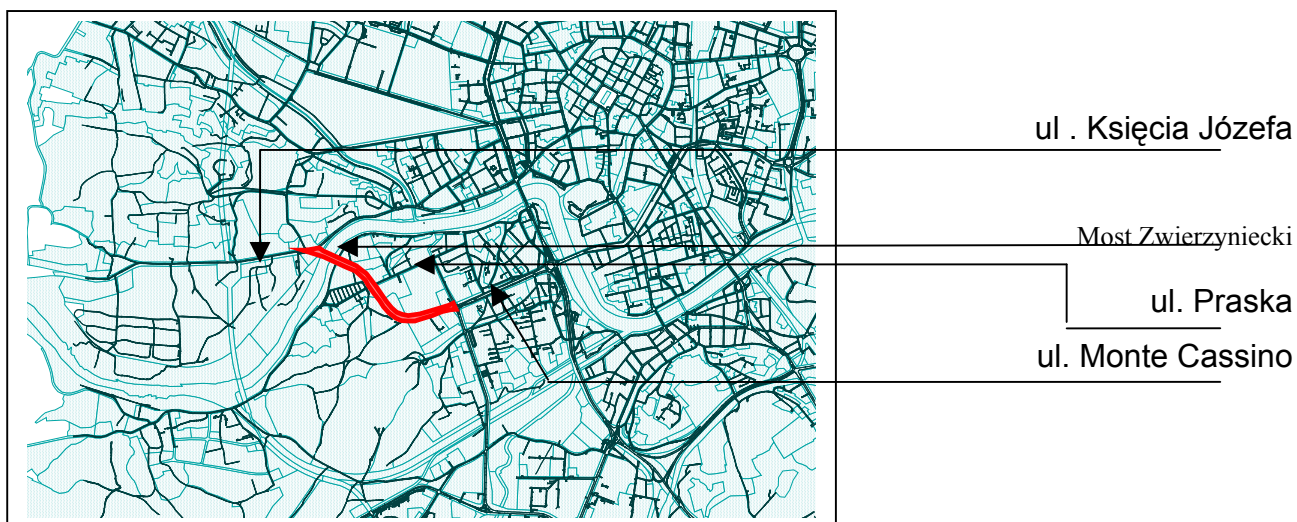 ul . Księcia Józefa
Most Zwierzyniecki
ul. Praska
ul. Monte Cassino